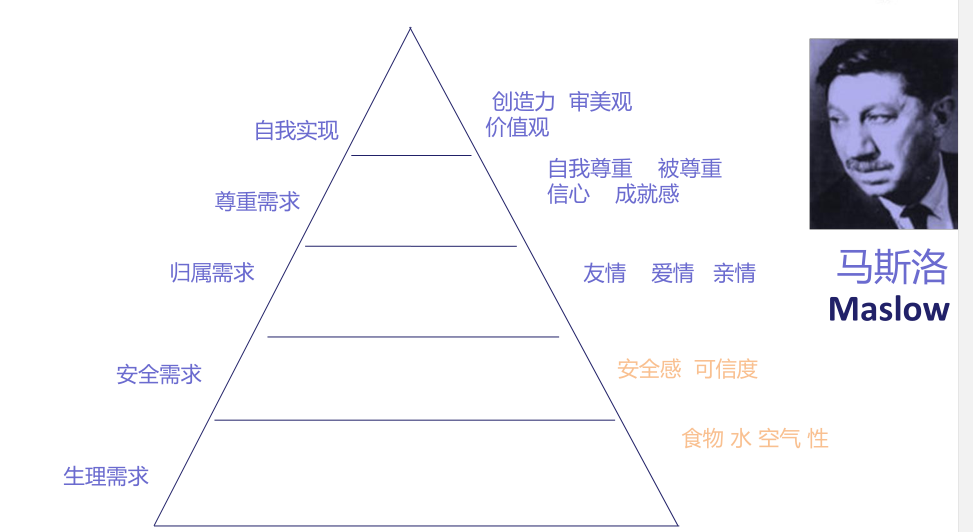 创造力 审美观
价值观
自我实现
自我尊重 被尊重
信心 成就感
尊重需求
归属需求
友情 爱情 亲情
马斯洛
Maslow
安全需求
安全感 可信度
食物 水 空气 性
生理需求